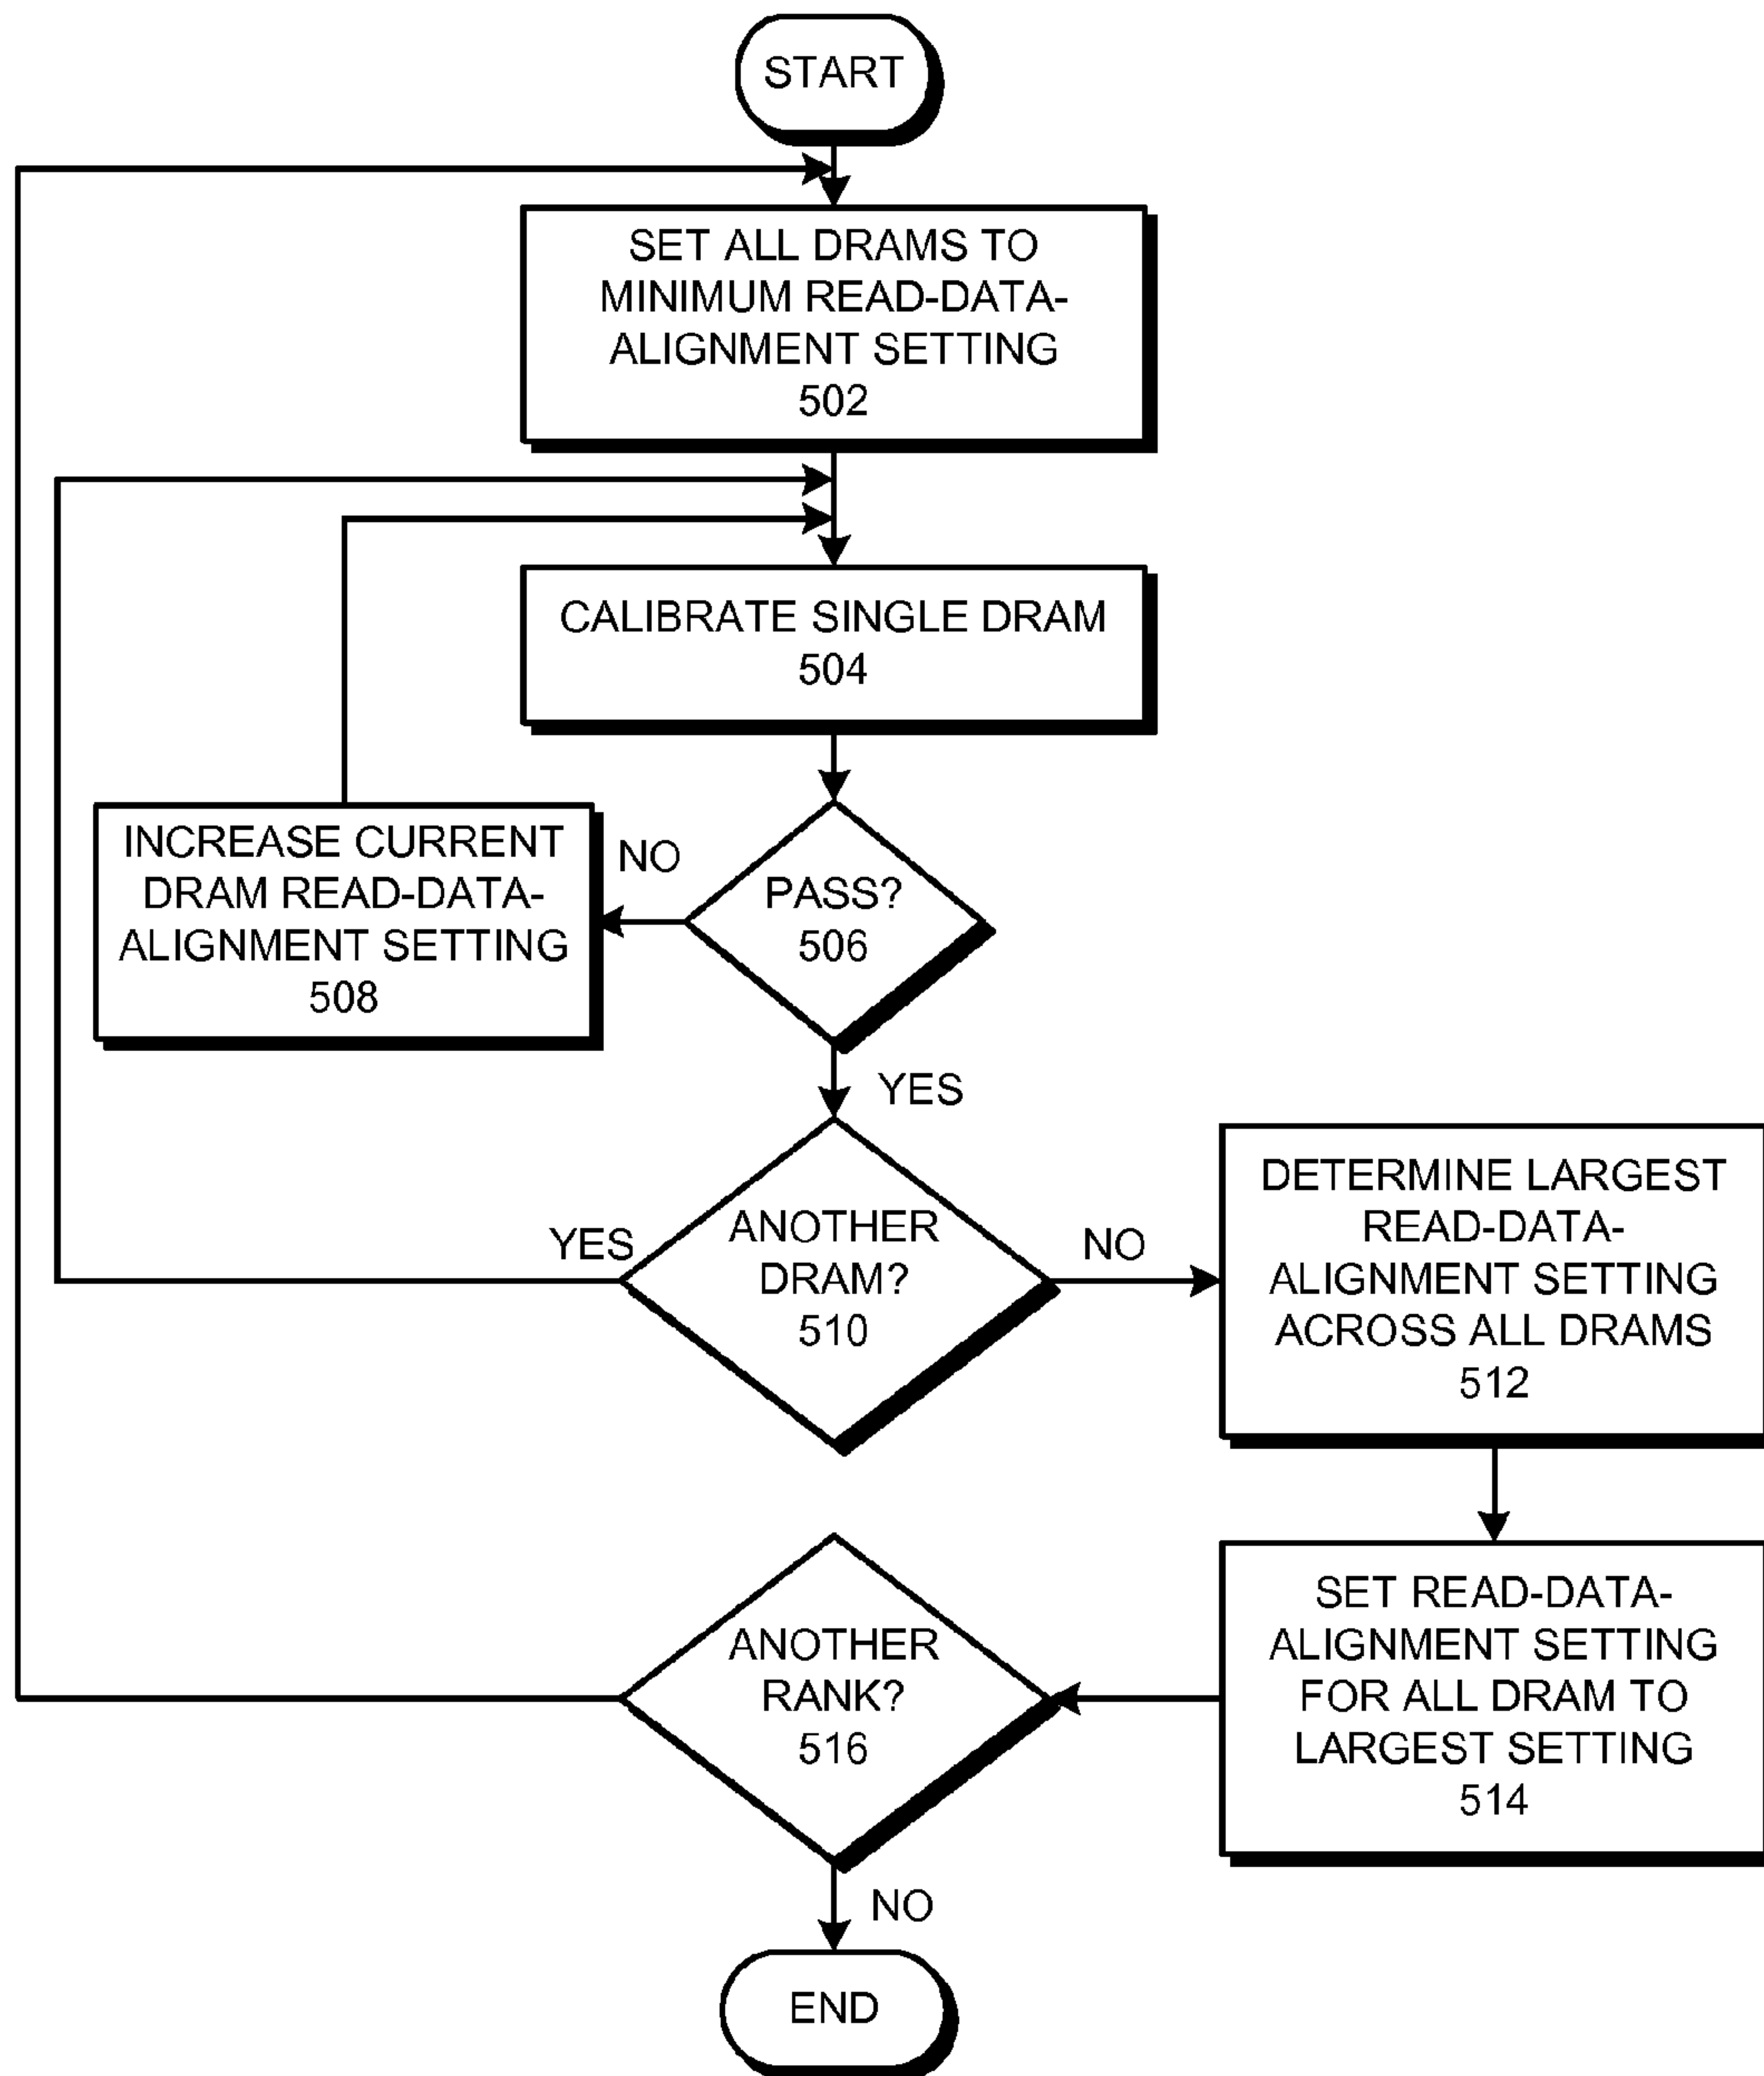 START
SET ALL DRAMS TO
MINIMUM READ-DATA-
ALIGNMENT SETTING
502
CALIBRATE SINGLE DRAM
504
INCREASE CURRENT
DRAM READ-DATA-
ALIGNMENT SETTING
508
NO
PASS?
506
YES
ANOTHER
DRAM?
510
YES
NO
DETERMINE LARGEST
READ-DATA-
ALIGNMENT SETTING
ACROSS ALL DRAMS
512
SET READ-DATA-
ALIGNMENT SETTING
FOR ALL DRAM TO
LARGEST SETTING
514
ANOTHER
RANK?
516
NO
END